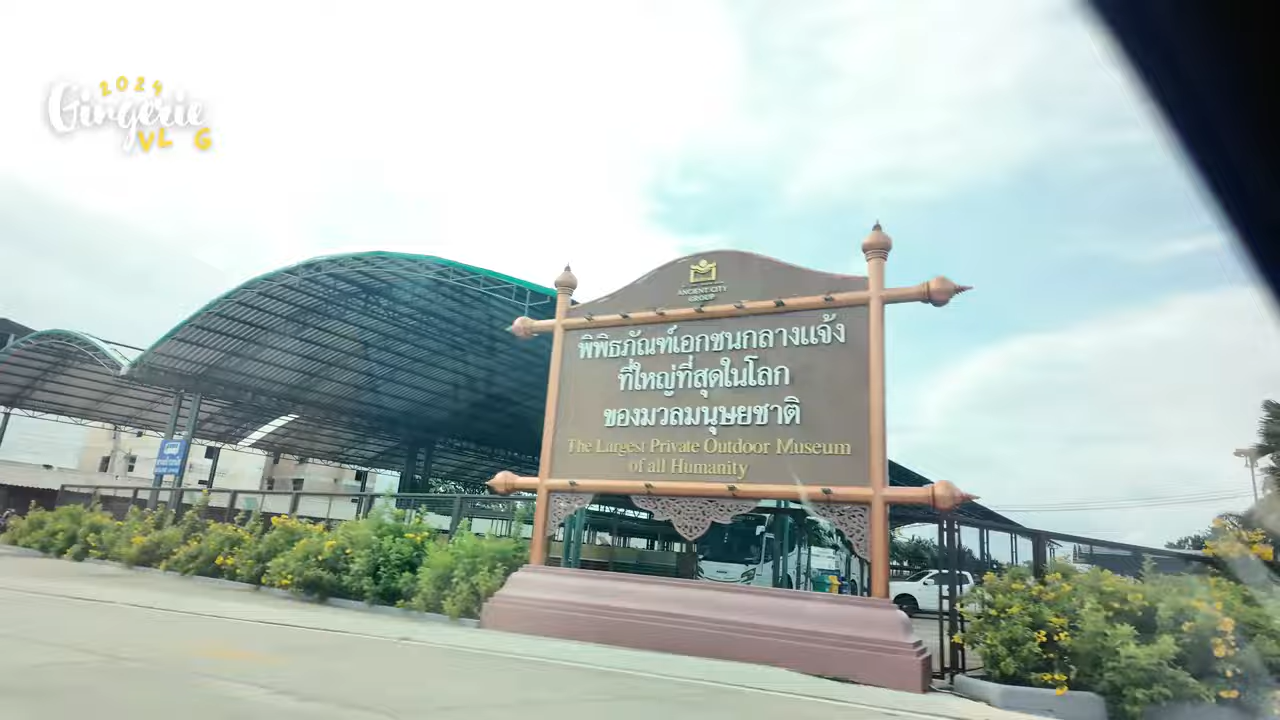 2024
Gingerie
VLOG
ANCIENT CITY
GROUP
พิพิธภัณฑ์เอกชนกลางแจ้ง
ที่ใหญ่ที่สุดในโลก
ของมวลมนุษยชาติ
The Largest Private Outdoor Museum
of all Humanity